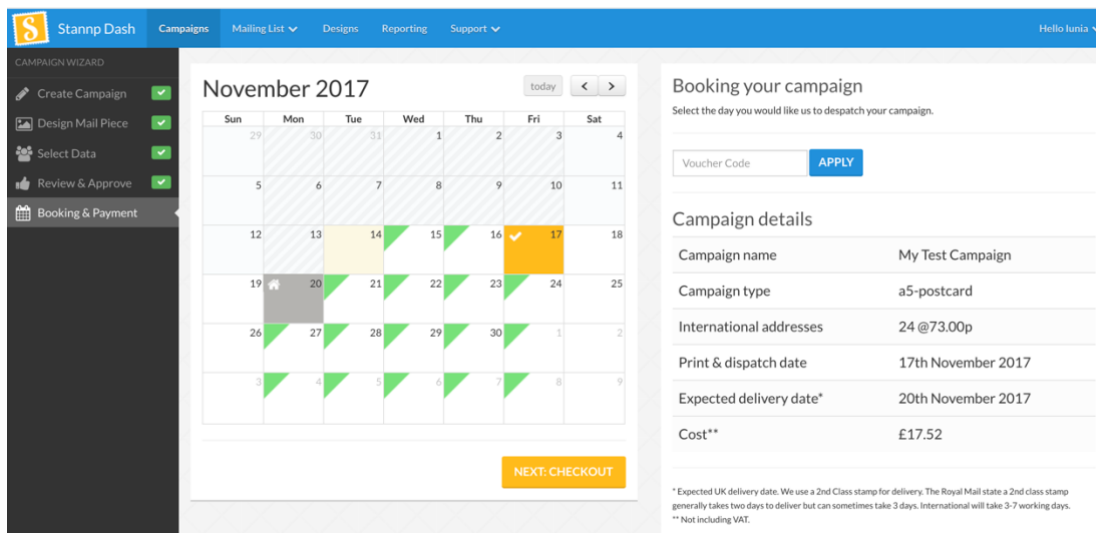 S Stannp Dash Campaigns Mailing List Designs Reporting Support Hello Iunia
CAMPAIGN WIZARD
Create Campaign
Design Mail Piece
Select Data
Review & Approve
Booking & Payment
November 2017 today < >
Sun Mon Tue Wed Thu Fri Sat
29 30 31 1 2 3 4
5 6 7 8 9 10 11
12 13 14 15 16 17 18
19 20 21 22 23 24 25
26 27 28 29 30 1 2
3 4 5 6 7 8 9
NEXT: CHECKOUT
Booking your campaign
Select the day you would like us to despatch your campaign.
Voucher Code APPLY
Campaign details
Campaign name My Test Campaign
Campaign type a5-postcard
International addresses 24 @73.00p
Print & dispatch date 17th November 2017
Expected delivery date* 20th November 2017
Cost** £17.52
* Expected UK delivery date. We use a 2nd Class stamp for delivery. The Royal Mail state a 2nd class stamp
generally takes two days to deliver but can sometimes take 3 days. International will take 3-7 working days.
** Not including VAT.